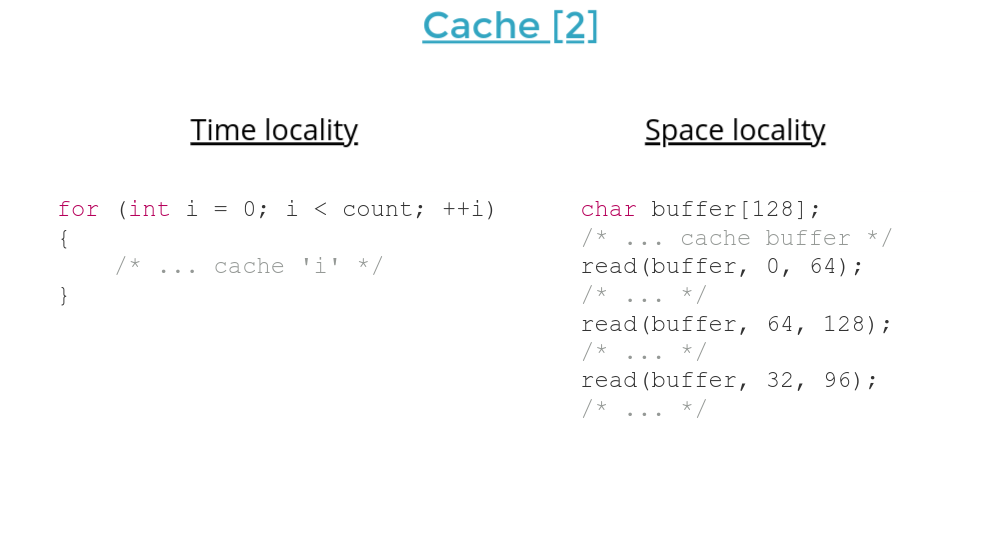 Cache [2]
Time locality
for (int i = 0; i < count; ++i)
{
    /* ... cache 'i' */
}
Space locality
char buffer[128];
/* ... cache buffer */
read(buffer, 0, 64);
/* ... */
read(buffer, 64, 128);
/* ... */
read(buffer, 32, 96);
/* ... */